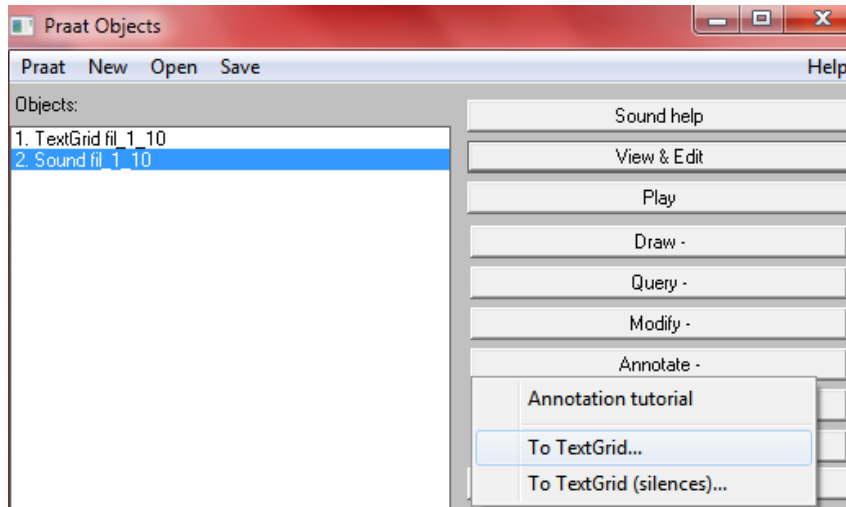 Praat Objects
Praat New Open Save Help
Objects:
1. TextGrid fil_1_10
2. Sound fil_1_10
Sound help
View & Edit
Play
Draw -
Query -
Modify -
Annotate -
Annotation tutorial
To TextGrid...
To TextGrid (silences)...